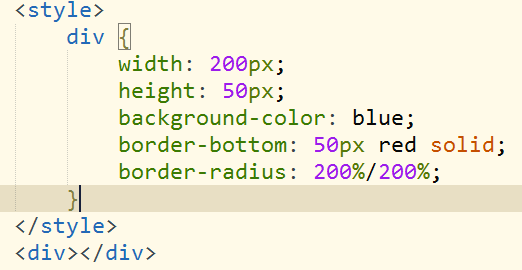 <style>
    div {
        width: 200px;
        height: 50px;
        background-color: blue;
        border-bottom: 50px red solid;
        border-radius: 200%/200%;
    }
</style>
<div></div>